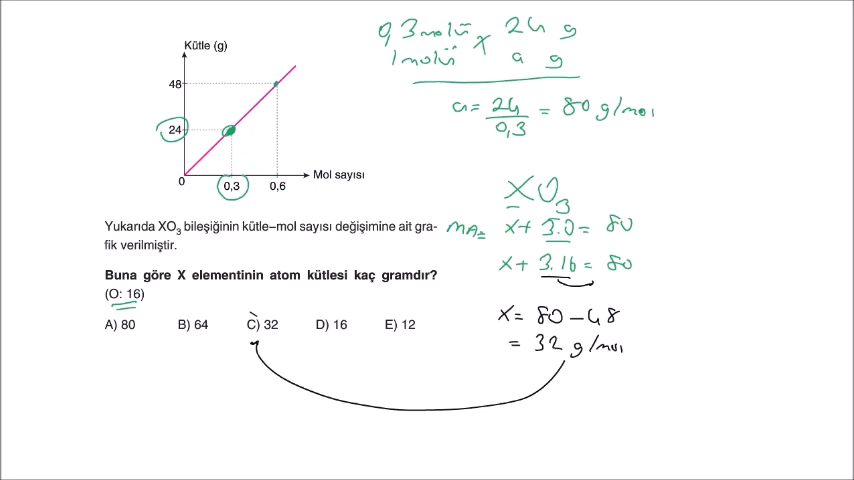 Kütle (g)
48
24
0
0,3
0,6
Mol sayısı
Yukarıda XO₃ bileşiğinin kütle–mol sayısı değişimine ait gra-
fik verilmiştir.
Buna göre X elementinin atom kütlesi kaç gramdır?
(O: 16)
A) 80 B) 64 C) 32 D) 16 E) 12
0,3 molü 24 g
1 molü a g
a = 24 / 0,3 = 80 g/mol
XO₃
MA = x + 3.O = 80
x + 3.16 = 80
x = 80 – 48
= 32 g/mol